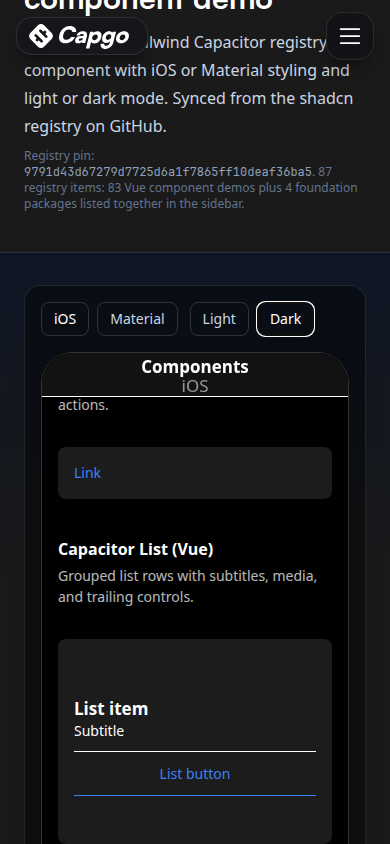 component demo
Capgo
lwind Capacitor registry
component with iOS or Material styling and
light or dark mode. Synced from the shadcn
registry on GitHub.
Registry pin:
9791d43d67279d7725d6a1f7865ff10deaf36ba5. 87
registry items: 83 Vue component demos plus 4 foundation
packages listed together in the sidebar.
iOS
Material
Light
Dark
Components
iOS
actions.
Link
Capacitor List (Vue)
Grouped list rows with subtitles, media,
and trailing controls.
List item
Subtitle
List button